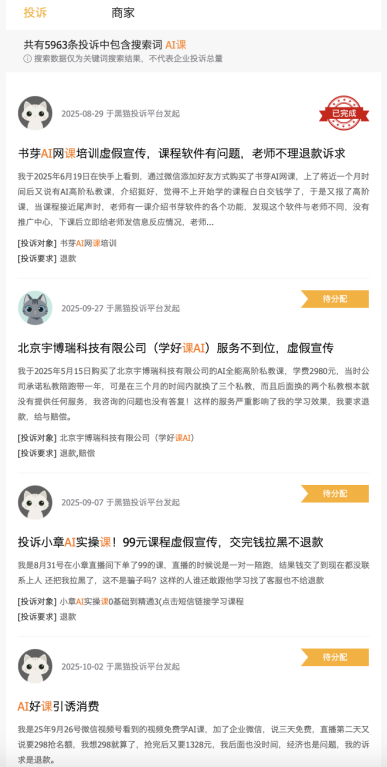 投诉 商家
共有5963条投诉中包含搜索词 AI课
搜索数据仅为关键词搜索结果，不代表企业投诉总量
2025-08-29 于黑猫投诉平台发起
已完成
书芽AI网课培训虚假宣传，课程软件有问题，老师不理退款诉求
我于2025年6月19日在快手上看到，通过微信添加好友方式购买了书芽AI网课，上了将近一个月时
间后又说有AI高阶私教课，介绍挺好，觉得不上开始学的课程白白交钱学了，于是又报了高阶
课，当课程接近尾声时，老师有一课介绍书芽软件的各个功能，发现这个软件与老师不同，没有
推广中心，下课后立即给老师发信息反应情况，老师...
[投诉对象] 书芽AI网课培训
[投诉要求] 退款
2025-09-27 于黑猫投诉平台发起
待分配
北京宇博瑞科技有限公司（学好课AI）服务不到位，虚假宣传
我于2025年5月15日购买了北京宇博瑞科技有限公司的AI全能高阶私教课，学费2980元，当时公
司承诺私教陪跑带一年，可是在三个月的时间内就换了三个私教，而且后面换的两个私教根本就
没有提供任何服务，我咨询的问题也没有答复！这样的服务严重影响了我的学习效果，我要求退
款，给与赔偿。
[投诉对象] 北京宇博瑞科技有限公司（学好课AI）
[投诉要求] 退款,赔偿
2025-09-07 于黑猫投诉平台发起
待分配
投诉小章AI实操课！99元课程虚假宣传，交完钱拉黑不退款
我是8月31号在小章直播间下单了99的课，直播的时候说是一对一陪跑，结果钱交了到现在都没联
系上人 还把我拉黑了，这不是骗子吗？这样的人谁还敢跟他学习找了客服也不给退款
[投诉对象] 小章AI实操课0基础到精通3(点击短信链接学习课程
[投诉要求] 退款
2025-10-02 于黑猫投诉平台发起
待分配
AI好课引诱消费
我是25年9月26号微信视频号看到的视频免费学AI课，加了企业微信，说三天免费，直播第二天又
说要298抢名额，我想298就算了，抢完后又要1328元，我后面也没时间，经济也是问题，我的诉
求是退款。